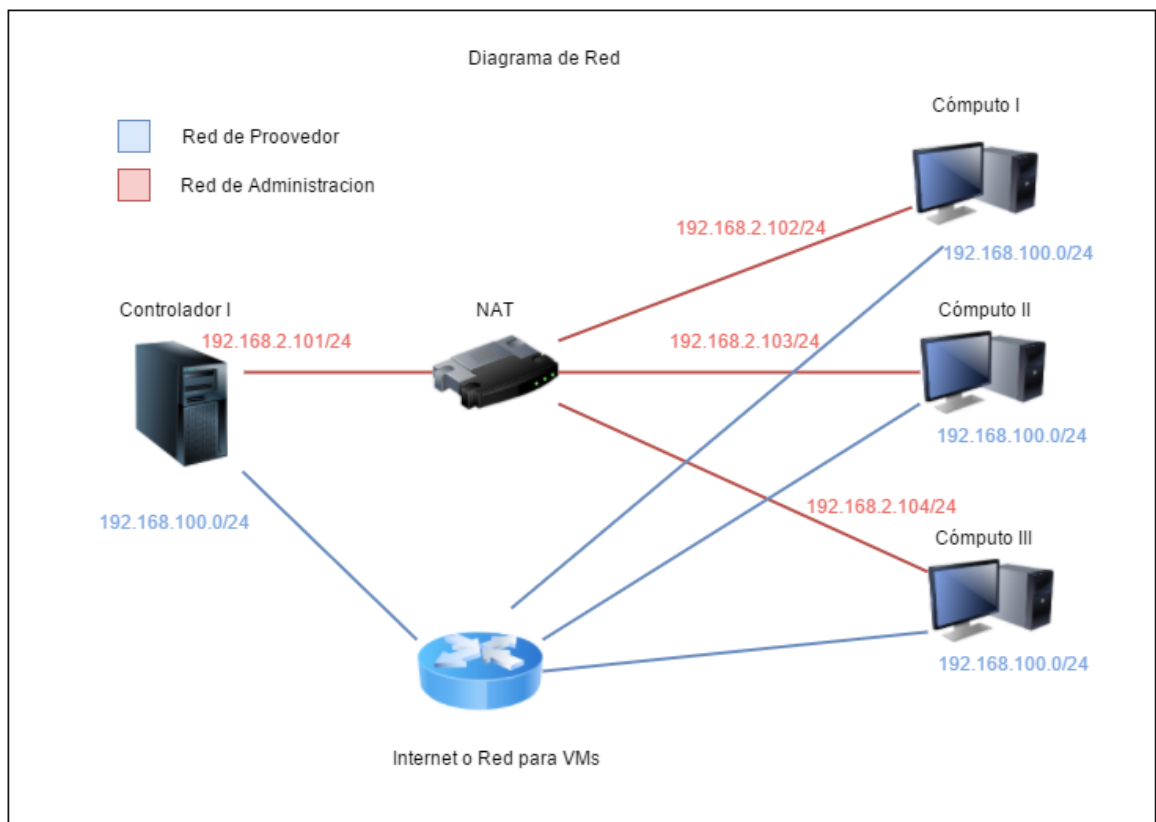 Diagrama de Red
Cómputo I
Red de Proovedor
Red de Administracion
192.168.2.102/24
192.168.100.0/24
Controlador I
NAT
Cómputo II
192.168.2.101/24
192.168.2.103/24
192.168.100.0/24
192.168.2.104/24
192.168.100.0/24
Cómputo III
192.168.100.0/24
Internet o Red para VMs